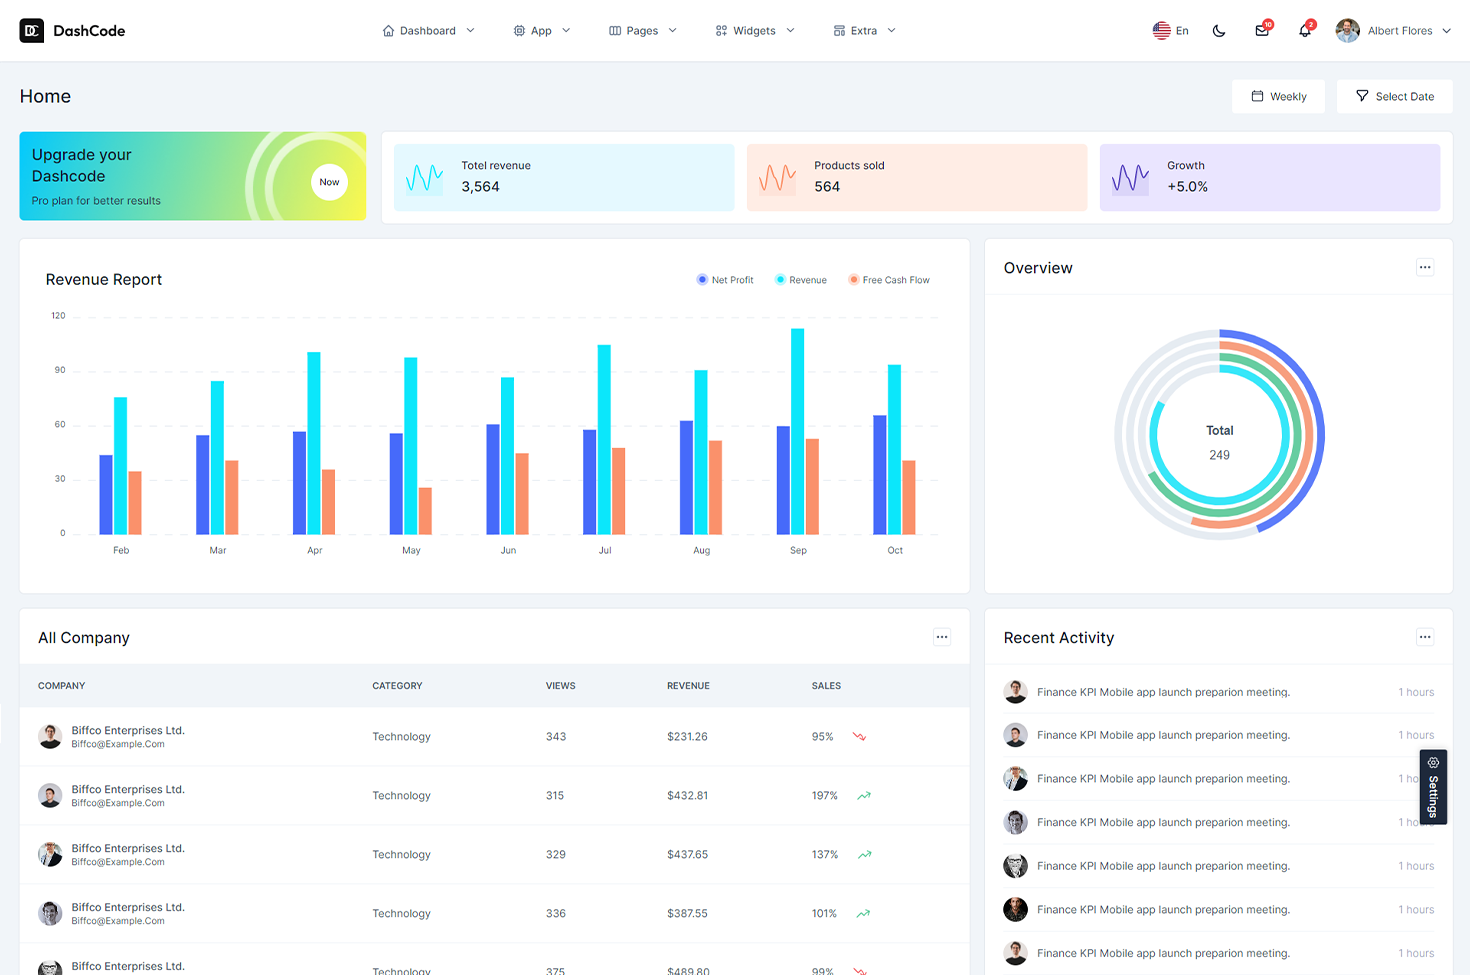 DC DashCode
Dashboard App Pages Widgets Extra
En 10 2 Albert Flores
Home
Weekly Select Date
Upgrade your
Dashcode
Pro plan for better results
Now
Totel revenue
3,564
Products sold
564
Growth
+5.0%
Revenue Report
Net Profit Revenue Free Cash Flow
120
90
60
30
0
Feb Mar Apr May Jun Jul Aug Sep Oct
Overview
Total
249
All Company
COMPANY CATEGORY VIEWS REVENUE SALES
Biffco Enterprises Ltd.
Biffco@Example.Com
Technology 343 $231.26 95%
Biffco Enterprises Ltd.
Biffco@Example.Com
Technology 315 $432.81 197%
Biffco Enterprises Ltd.
Biffco@Example.Com
Technology 329 $437.65 137%
Biffco Enterprises Ltd.
Biffco@Example.Com
Technology 336 $387.55 101%
Biffco Enterprises Ltd.
Technology 375 $489.80 99%
Recent Activity
Finance KPI Mobile app launch preparion meeting. 1 hours
Finance KPI Mobile app launch preparion meeting. 1 hours
Finance KPI Mobile app launch preparion meeting. 1 ho
Finance KPI Mobile app launch preparion meeting. 1 ho
Finance KPI Mobile app launch preparion meeting. 1 hours
Finance KPI Mobile app launch preparion meeting. 1 hours
Finance KPI Mobile app launch preparion meeting. 1 hours
Settings